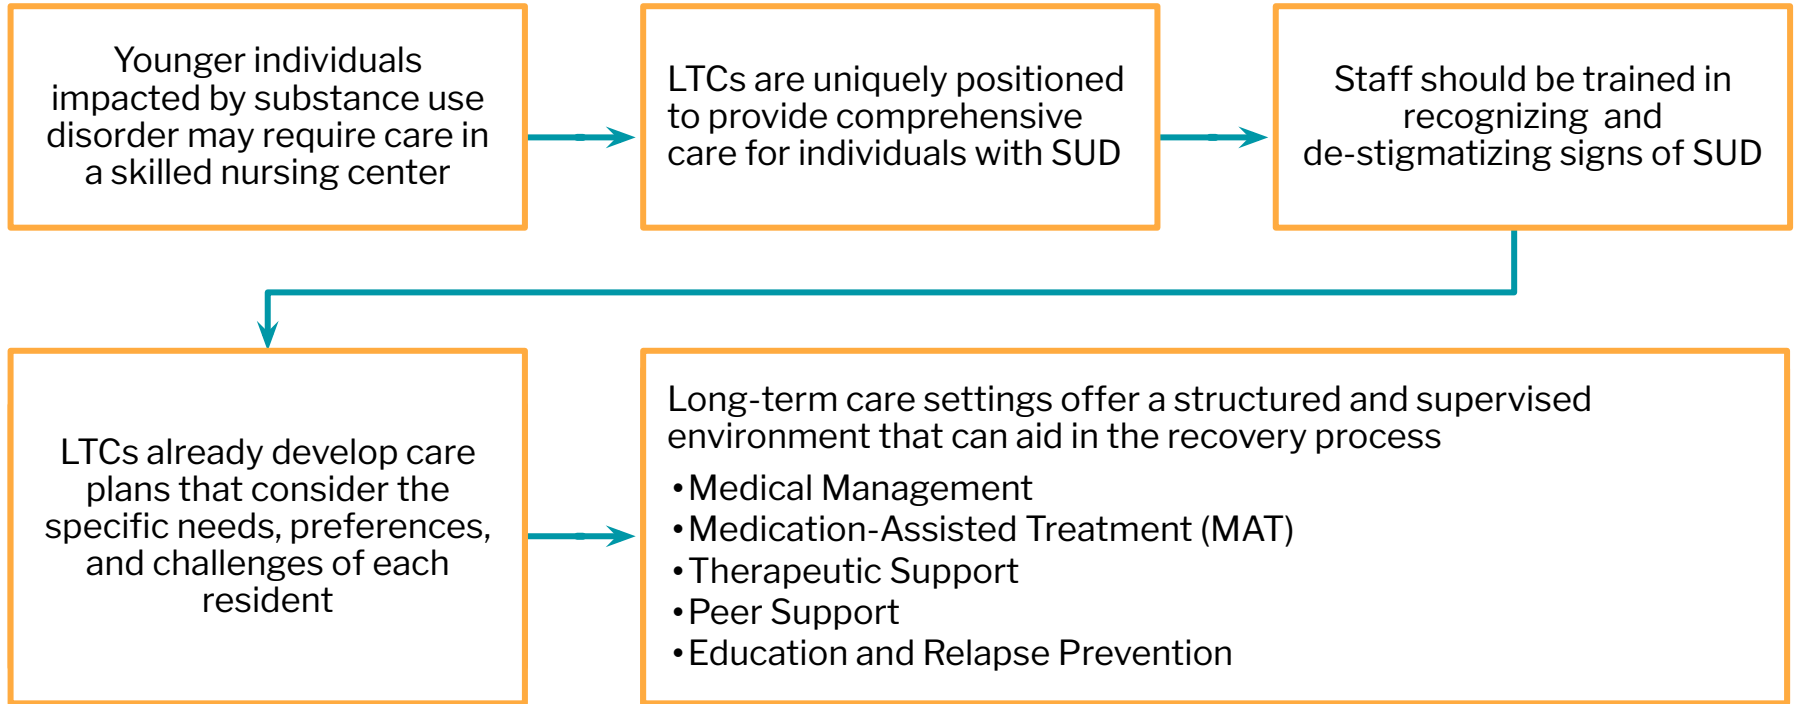 Younger individuals
impacted by substance use
disorder may require care in
a skilled nursing center
LTCs are uniquely positioned
to provide comprehensive
care for individuals with SUD
Staff should be trained in
recognizing  and
de-stigmatizing signs of SUD
LTCs already develop care
plans that consider the
specific needs, preferences,
and challenges of each
resident
Long-term care settings offer a structured and supervised
environment that can aid in the recovery process
•Medical Management
•Medication-Assisted Treatment (MAT)
•Therapeutic Support
•Peer Support
•Education and Relapse Prevention